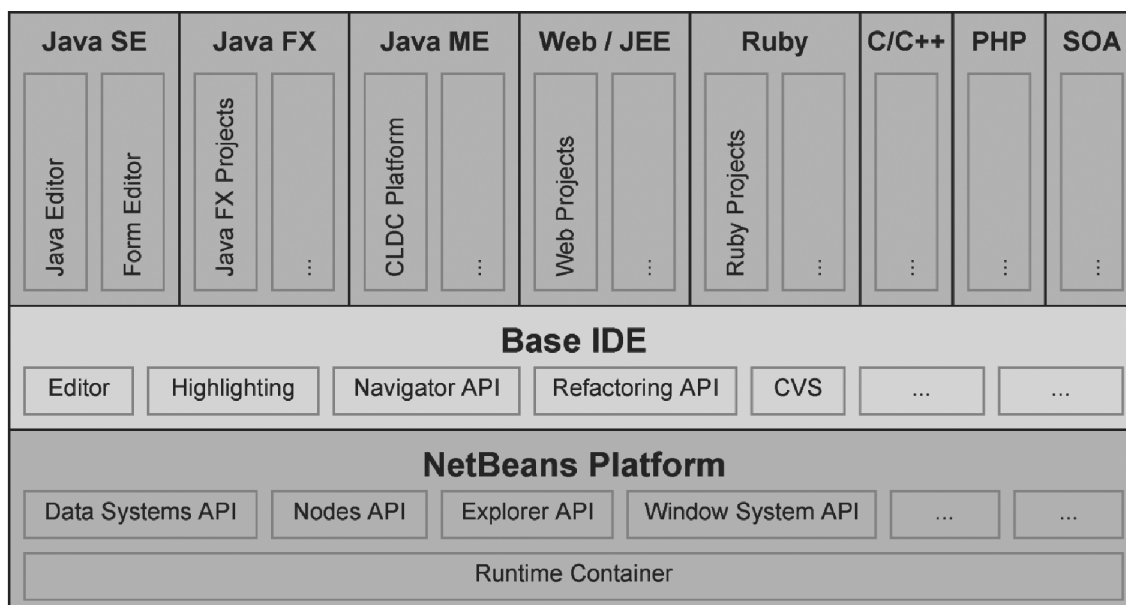 Java SE
Java FX
Java ME
Web / JEE
Ruby
C/C++
PHP
SOA
Java Editor
Form Editor
Java FX Projects
...
CLDC Platform
...
Web Projects
...
Ruby Projects
...
...
...
...
Base IDE
Editor
Highlighting
Navigator API
Refactoring API
CVS
...
...
NetBeans Platform
Data Systems API
Nodes API
Explorer API
Window System API
...
...
Runtime Container